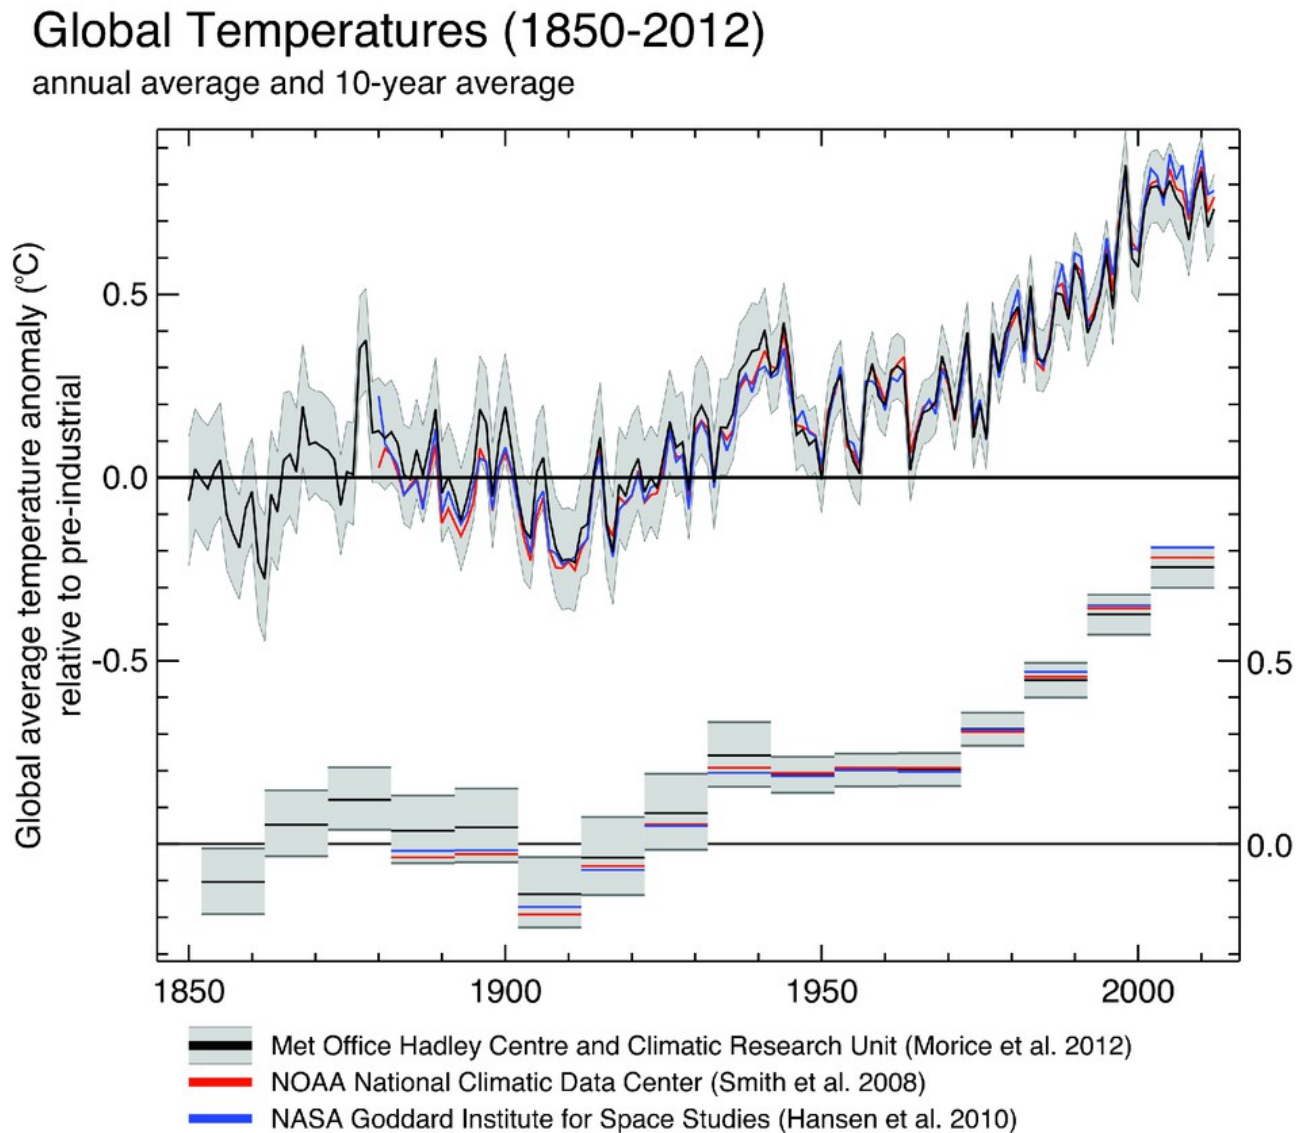 Global Temperatures (1850-2012)
annual average and 10-year average
Global average temperature anomaly (°C)
relative to pre-industrial
0.5
0.0
-0.5
0.5
0.0
1850
1900
1950
2000
Met Office Hadley Centre and Climatic Research Unit (Morice et al. 2012)
NOAA National Climatic Data Center (Smith et al. 2008)
NASA Goddard Institute for Space Studies (Hansen et al. 2010)